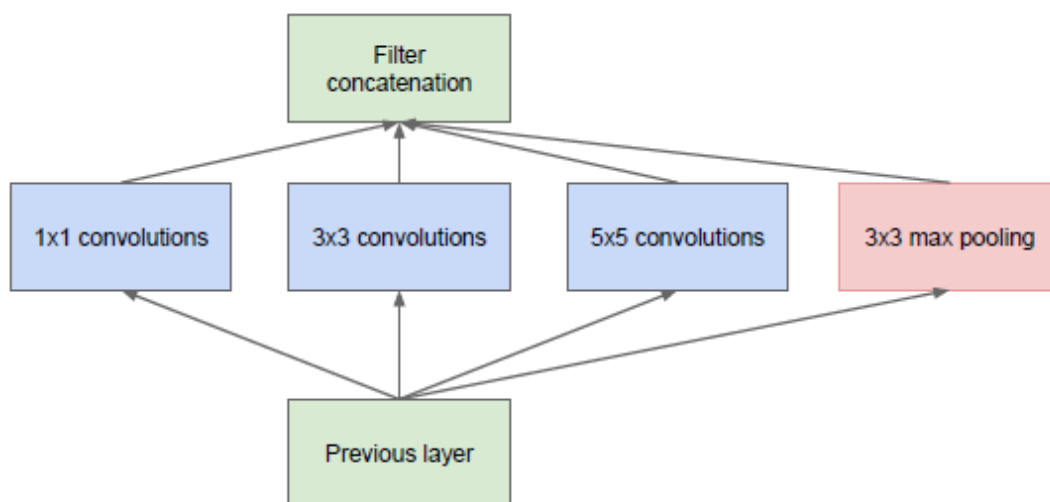 Filter
concatenation
1x1 convolutions
3x3 convolutions
5x5 convolutions
3x3 max pooling
Previous layer